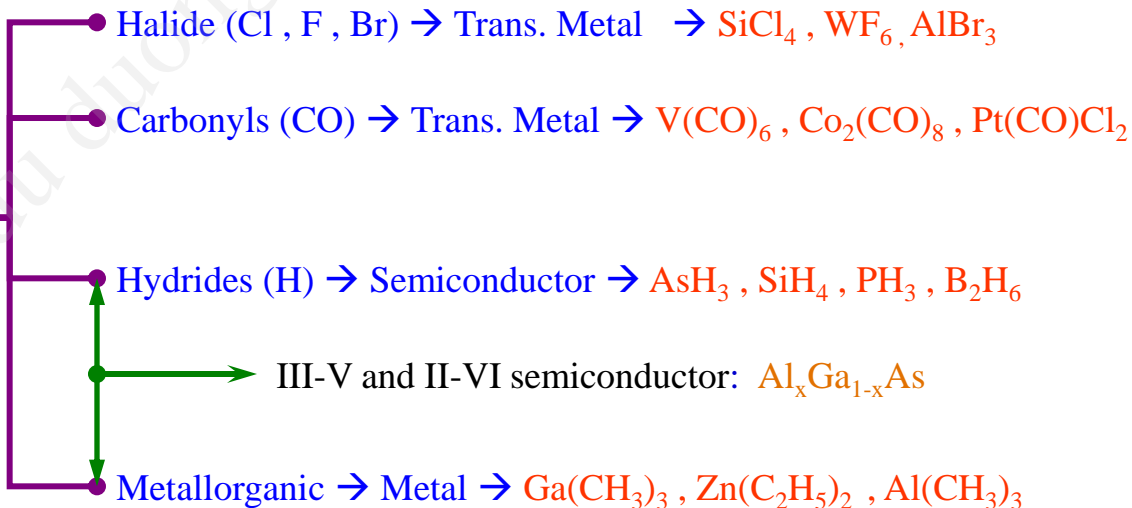 Halide (Cl , F , Br) → Trans. Metal → SiCl₄ , WF₆ , AlBr₃
Carbonyls (CO) → Trans. Metal → V(CO)₆ , Co₂(CO)₈ , Pt(CO)Cl₂
Hydrides (H) → Semiconductor → AsH₃ , SiH₄ , PH₃ , B₂H₆
III-V and II-VI semiconductor: AlₓGa₁₋ₓAs
Metallorganic → Metal → Ga(CH₃)₃ , Zn(C₂H₅)₂ , Al(CH₃)₃